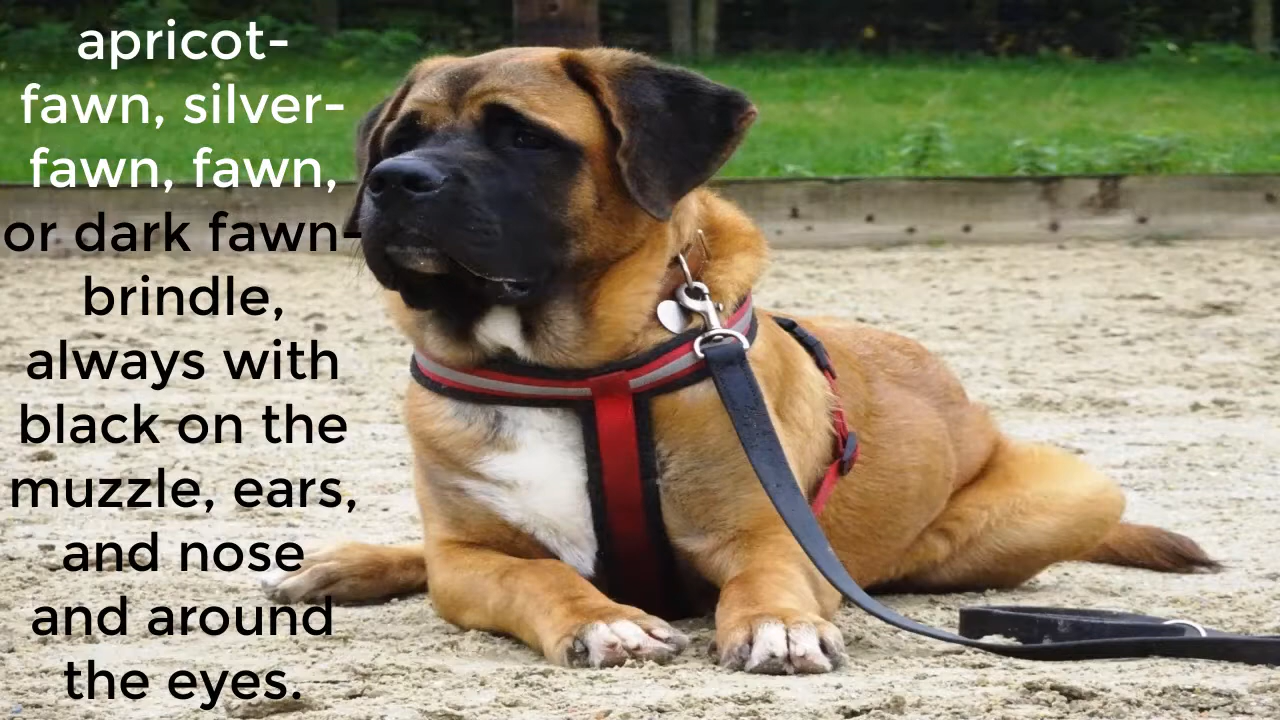 apricot-
fawn, silver-
fawn, fawn,
or dark fawn-
brindle,
always with
black on the
muzzle, ears,
and nose
and around
the eyes.